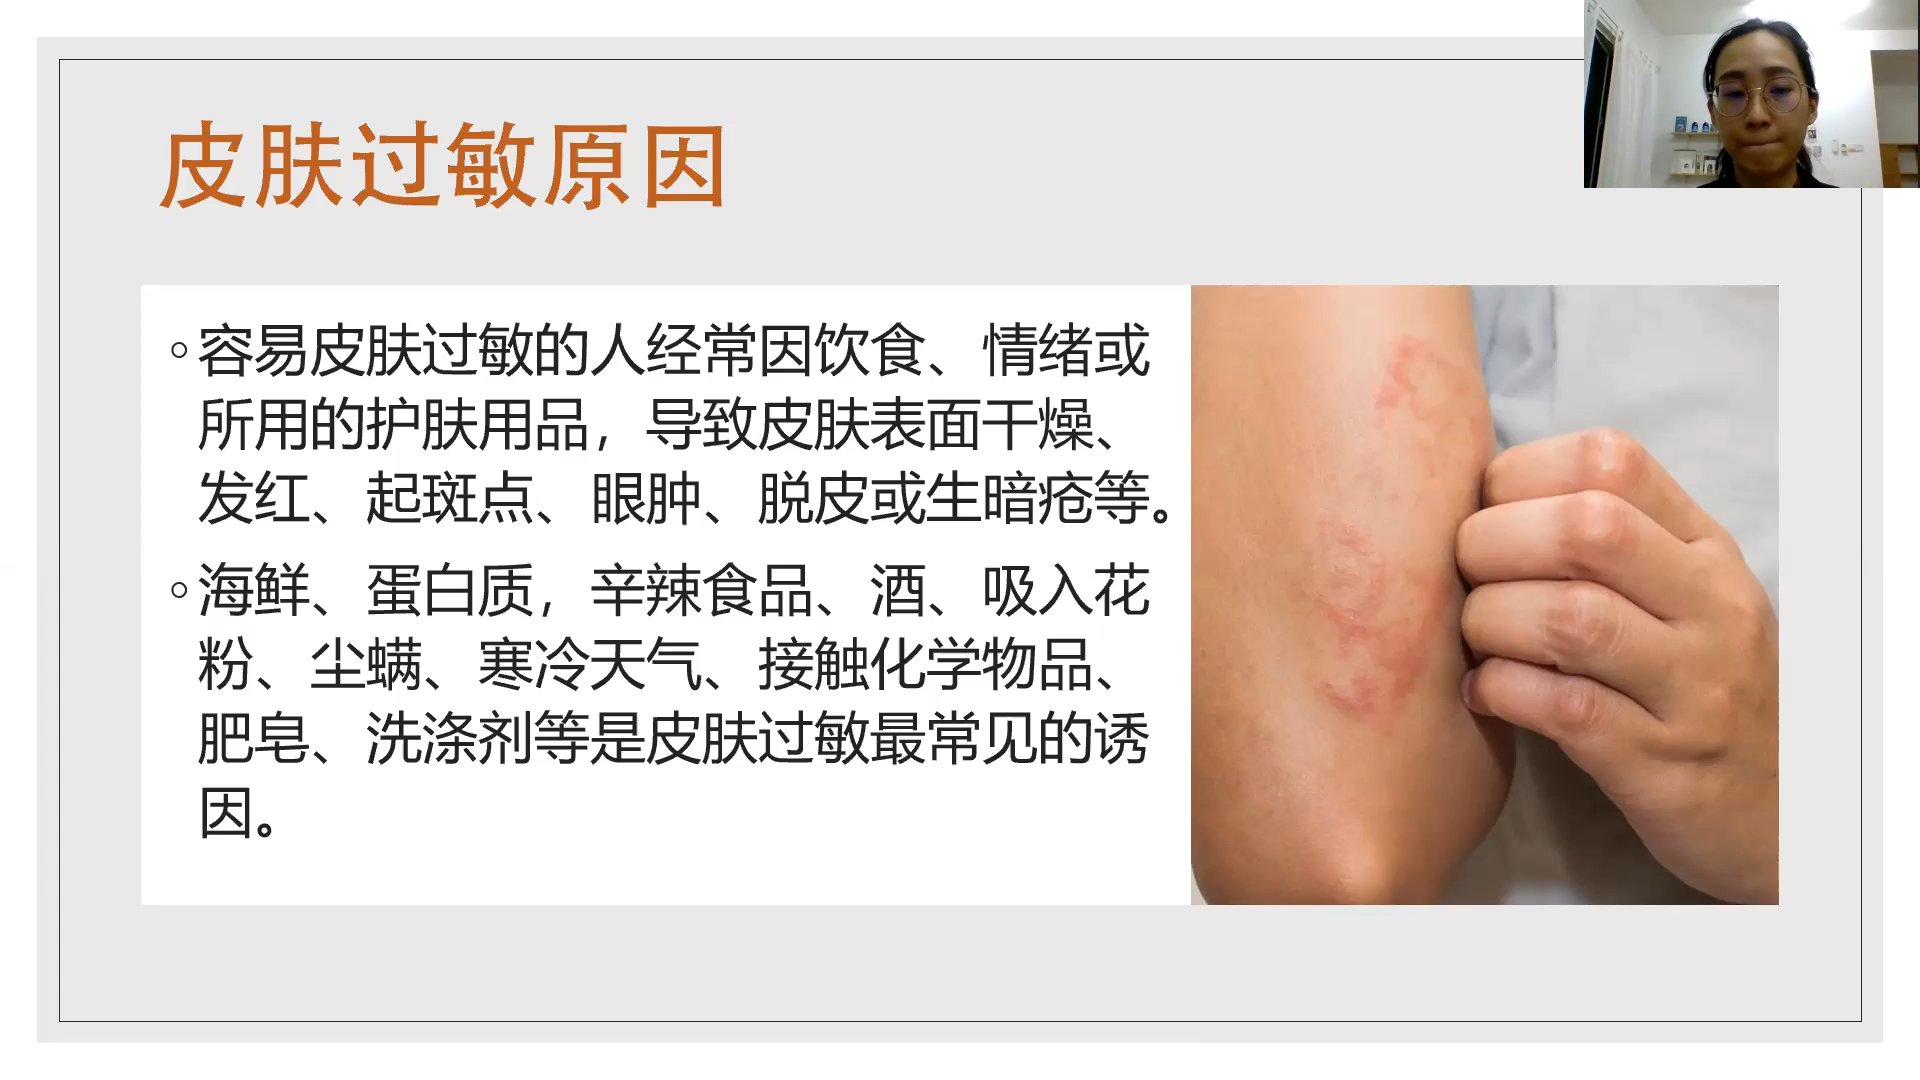 皮肤过敏原因
◦容易皮肤过敏的人经常因饮食、情绪或
所用的护肤用品，导致皮肤表面干燥、
发红、起斑点、眼肿、脱皮或生暗疮等。
◦海鲜、蛋白质，辛辣食品、酒、吸入花
粉、尘螨、寒冷天气、接触化学物品、
肥皂、洗涤剂等是皮肤过敏最常见的诱
因。